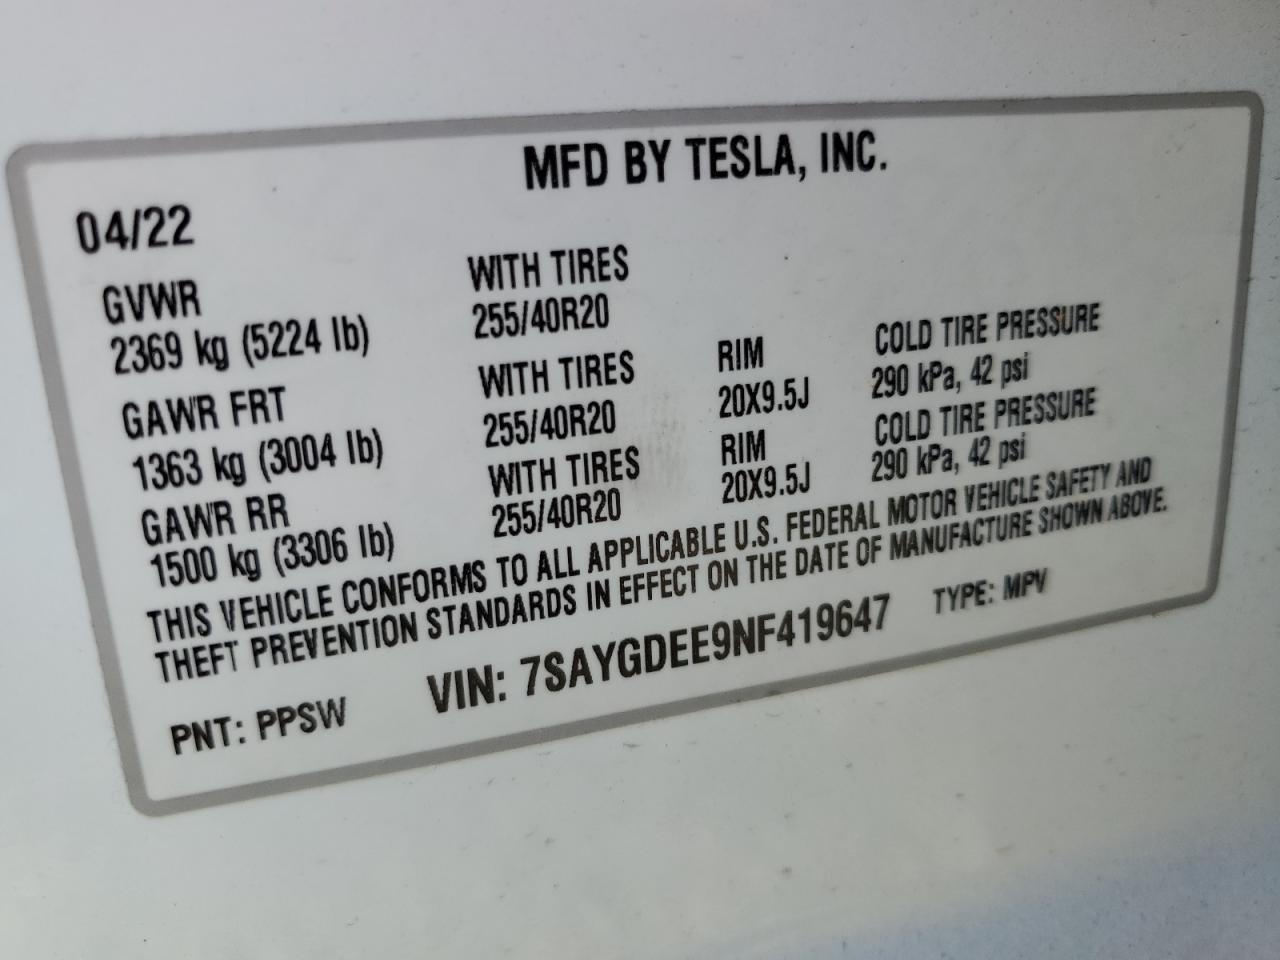 MFD BY TESLA, INC.
04/22
GVWR WITH TIRES
2369 kg (5224 lb) 255/40R20
GAWR FRT WITH TIRES RIM COLD TIRE PRESSURE
1363 kg (3004 lb) 255/40R20 20X9.5J 290 kPa, 42 psi
GAWR RR WITH TIRES RIM COLD TIRE PRESSURE
1500 kg (3306 lb) 255/40R20 20X9.5J 290 kPa, 42 psi
THIS VEHICLE CONFORMS TO ALL APPLICABLE U.S. FEDERAL MOTOR VEHICLE SAFETY AND
THEFT PREVENTION STANDARDS IN EFFECT ON THE DATE OF MANUFACTURE SHOWN ABOVE.
PNT: PPSW VIN: 7SAYGDEE9NF419647 TYPE: MPV